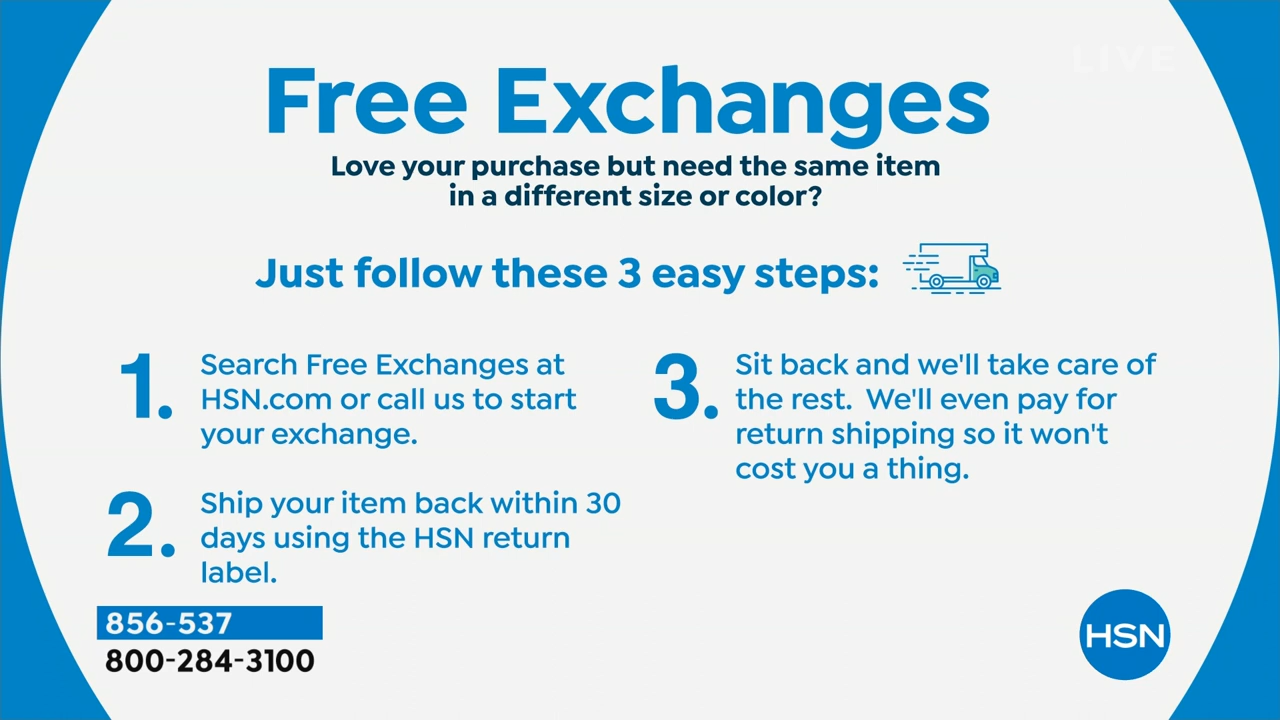 LIVE
Free Exchanges
Love your purchase but need the same item
in a different size or color?
Just follow these 3 easy steps:
1. Search Free Exchanges at
HSN.com or call us to start
your exchange.
2. Ship your item back within 30
days using the HSN return
label.
3. Sit back and we'll take care of
the rest. We'll even pay for
return shipping so it won't
cost you a thing.
856-537
800-284-3100
HSN